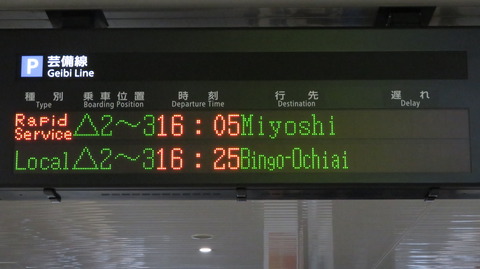 P 芸備線
Geibi Line
種別 乗車位置 時刻 行先 遅れ
Type Boarding Position Departure Time Destination Delay
Rapid Service △2〜3 16:05 Miyoshi
Local △2〜3 16:25 Bingo-Ochiai